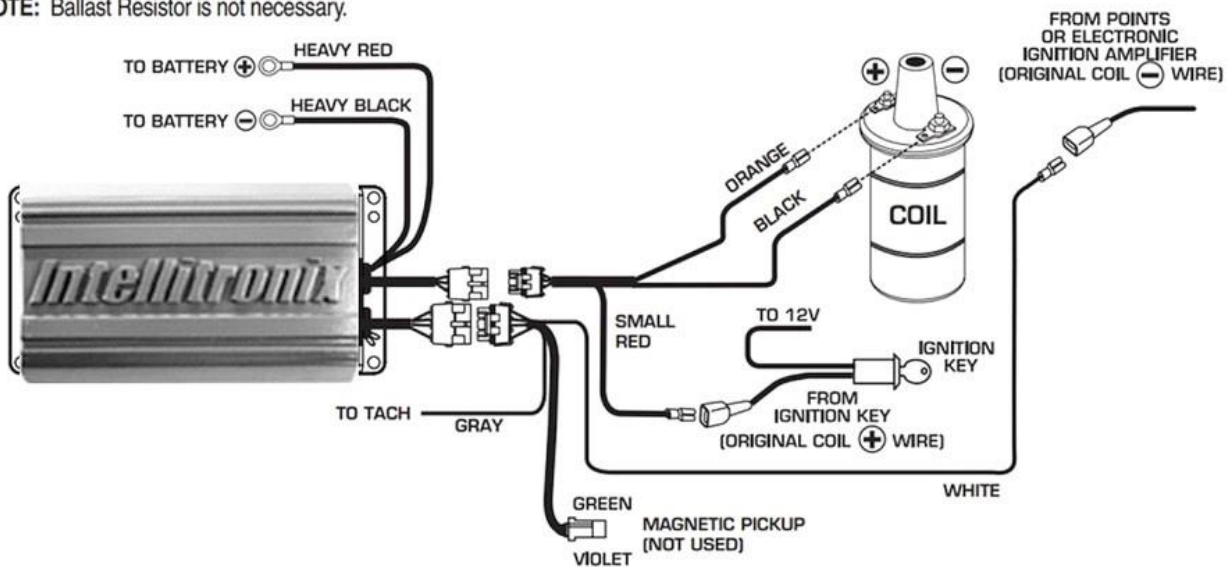 OTE: Ballast Resistor is not necessary.
FROM POINTS
OR ELECTRONIC
IGNITION AMPLIFIER
(ORIGINAL COIL - WIRE)
HEAVY RED
TO BATTERY +
HEAVY BLACK
TO BATTERY -
+ -
ORANGE
BLACK
COIL
Intellitronix
SMALL
RED
TO 12V
IGNITION
KEY
FROM
IGNITION KEY
(ORIGINAL COIL + WIRE)
TO TACH
GRAY
WHITE
GREEN
VIOLET
MAGNETIC PICKUP
(NOT USED)